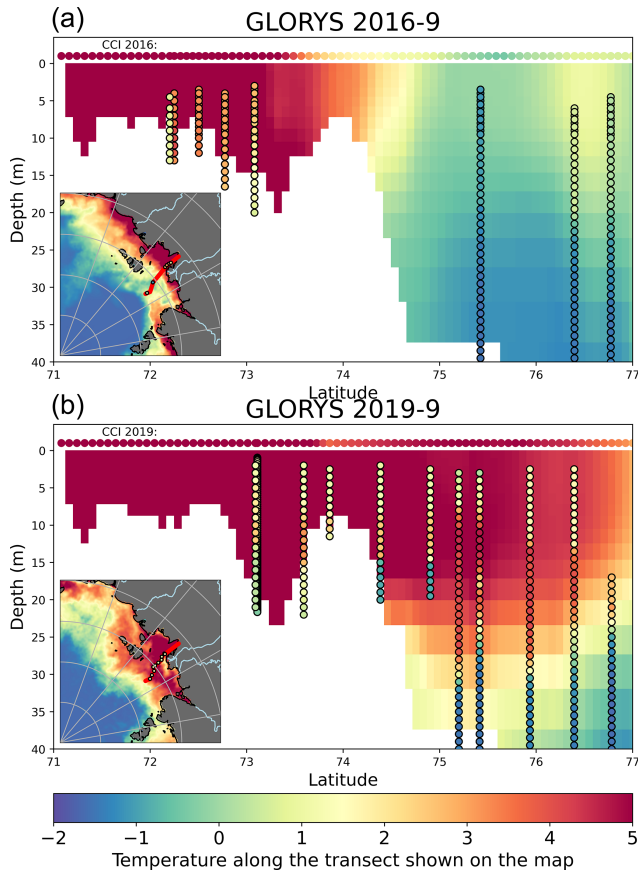 (a) GLORYS 2016-9
CCI 2016:
0
5
10
15
20
25
30
35
40
Depth (m)
71 72 73 74 75 76 77
Latitude
(b) GLORYS 2019-9
CCI 2019:
0
5
10
15
20
25
30
35
40
Depth (m)
71 72 73 74 75 76 77
Latitude
−2 −1 0 1 2 3 4 5
Temperature along the transect shown on the map